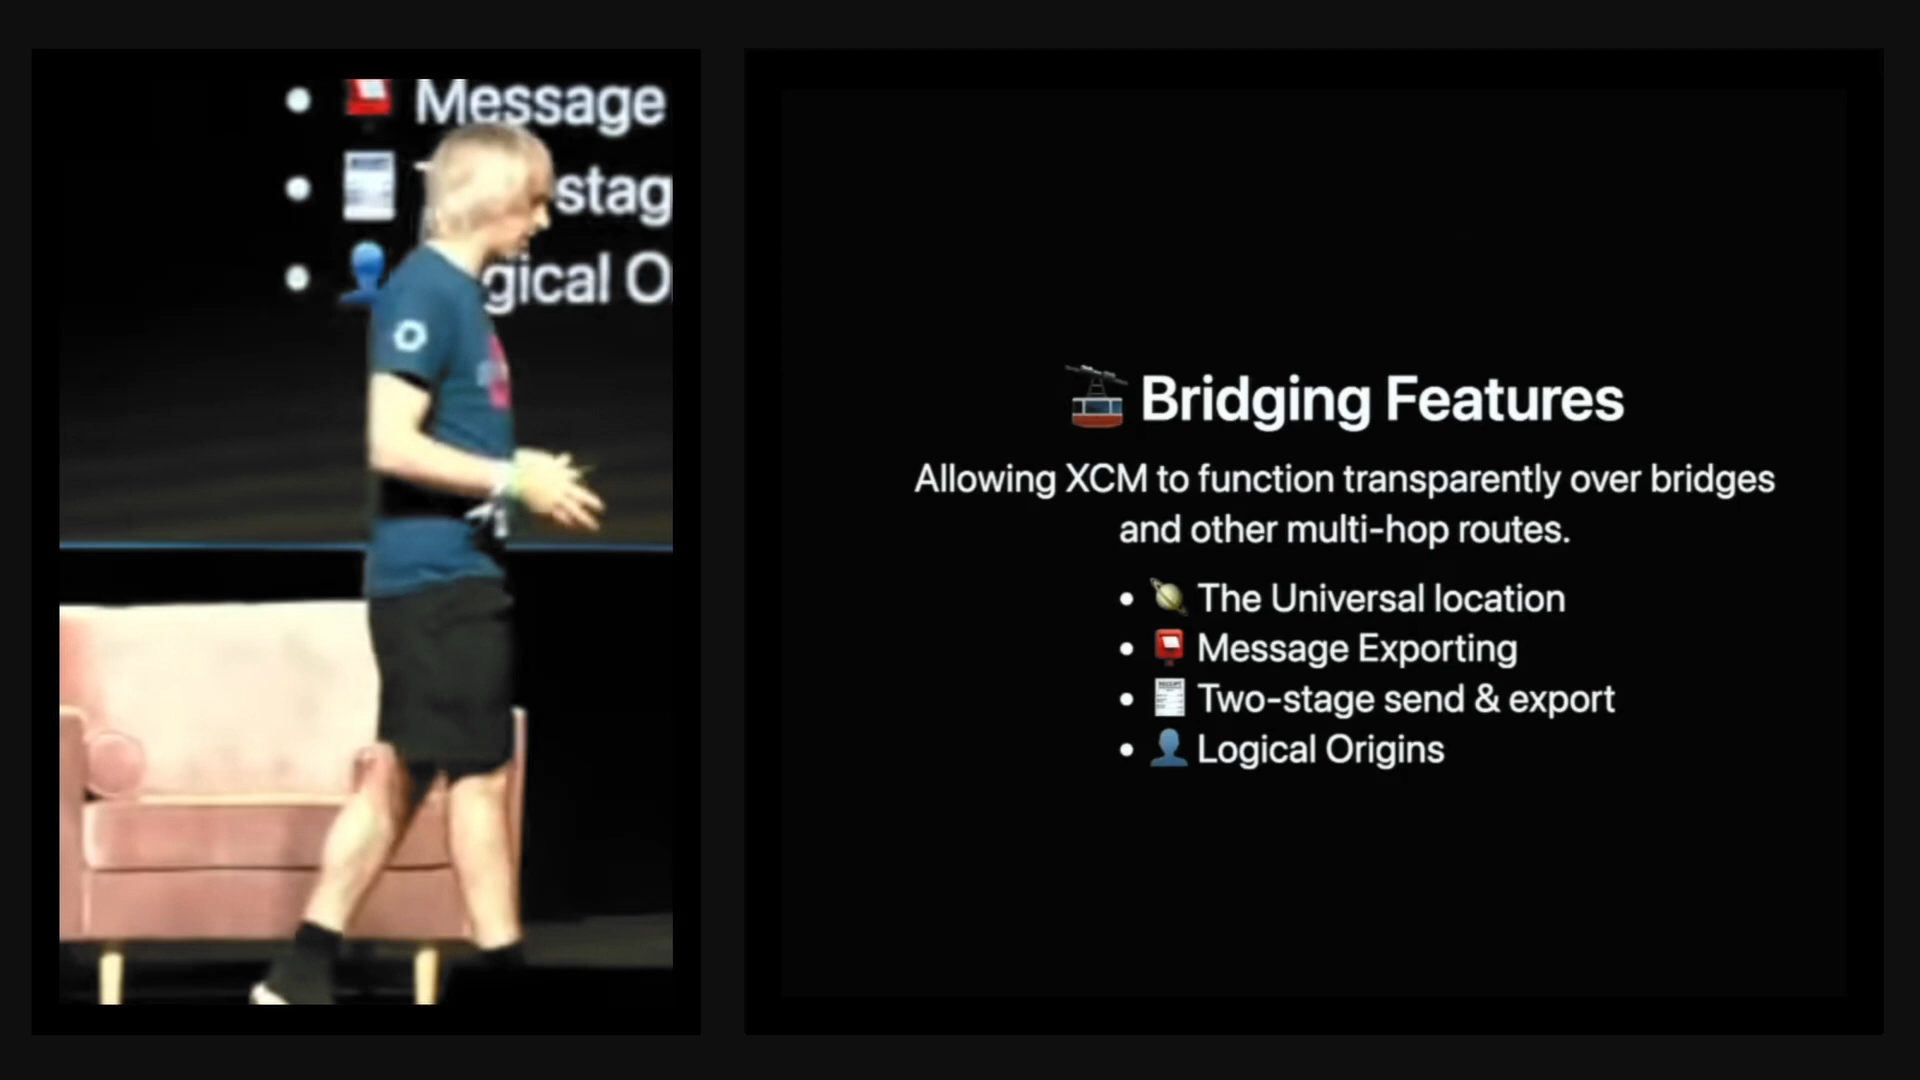 Message
stag
gical O
Bridging Features
Allowing XCM to function transparently over bridges
and other multi-hop routes.
• The Universal location
• Message Exporting
• Two-stage send & export
• Logical Origins